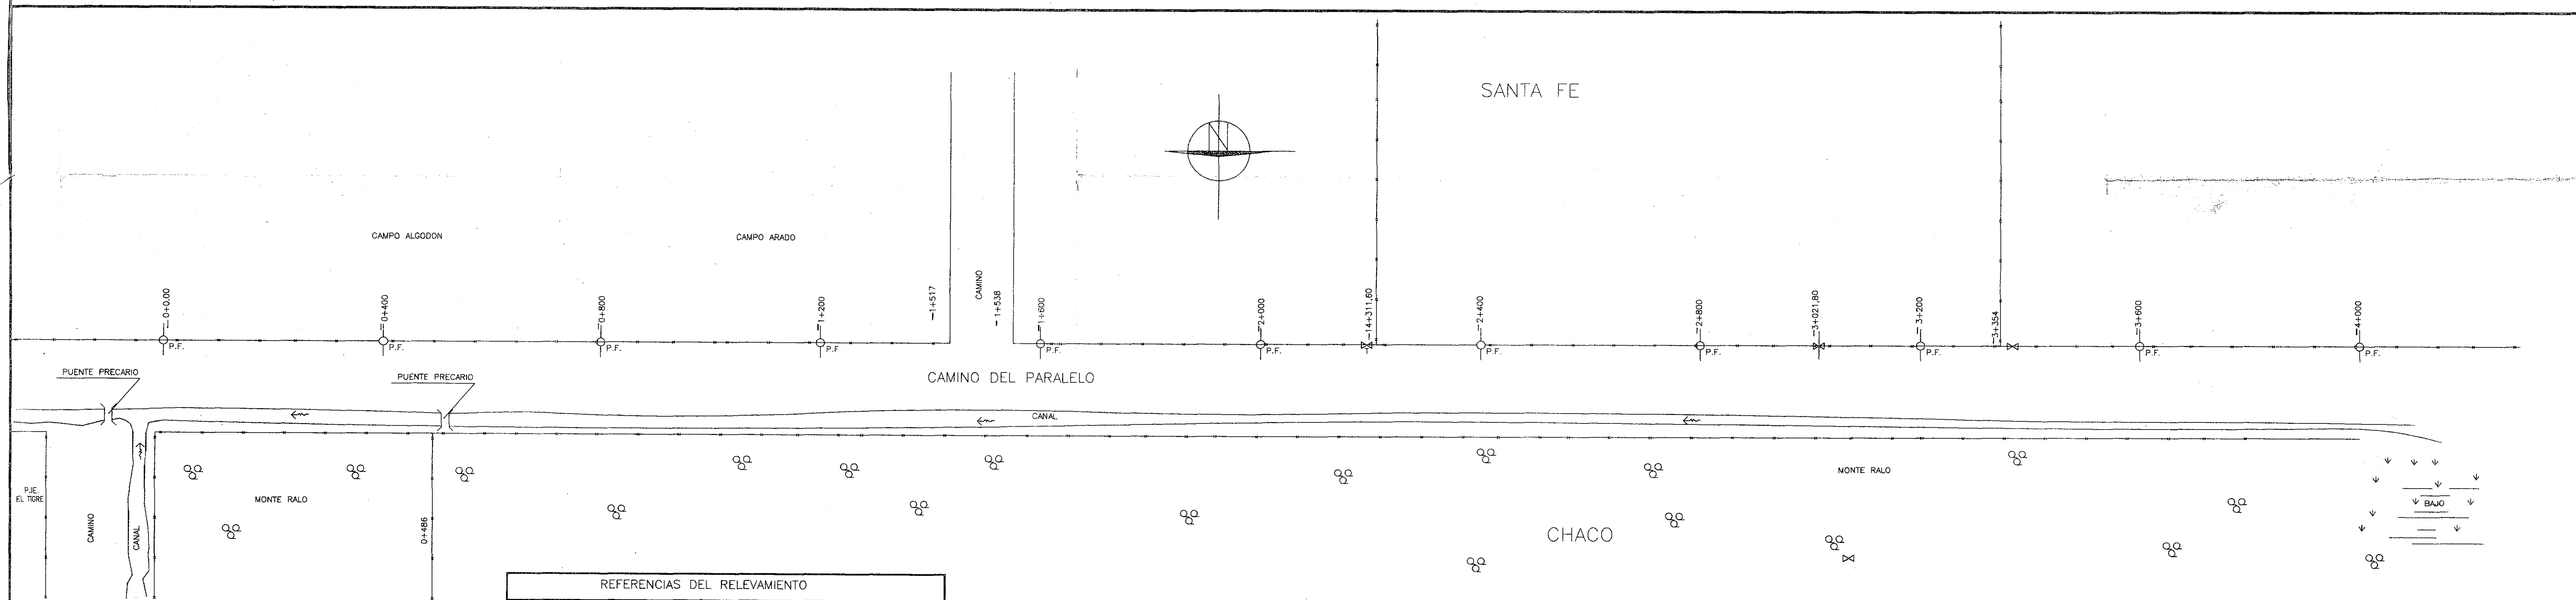 SANTA FE
N
CAMPO ALGODON
CAMPO ARADO
CAMINO
0+0.00
0+400
0+800
1+200
1+517
1+538
1+600
2+000
14+311,60
2+400
2+800
3+021,80
3+200
3+354
3+600
4+000
P.F.
P.F.
P.F.
P.F
P.F.
P.F.
P.F.
P.F.
P.F.
P.F.
P.F.
PUENTE PRECARIO
PUENTE PRECARIO
CAMINO DEL PARALELO
CANAL
PJE.
EL TIGRE
CAMINO
CANAL
MONTE RALO
0+486
MONTE RALO
BAJO
CHACO
REFERENCIAS DEL RELEVAMIENTO